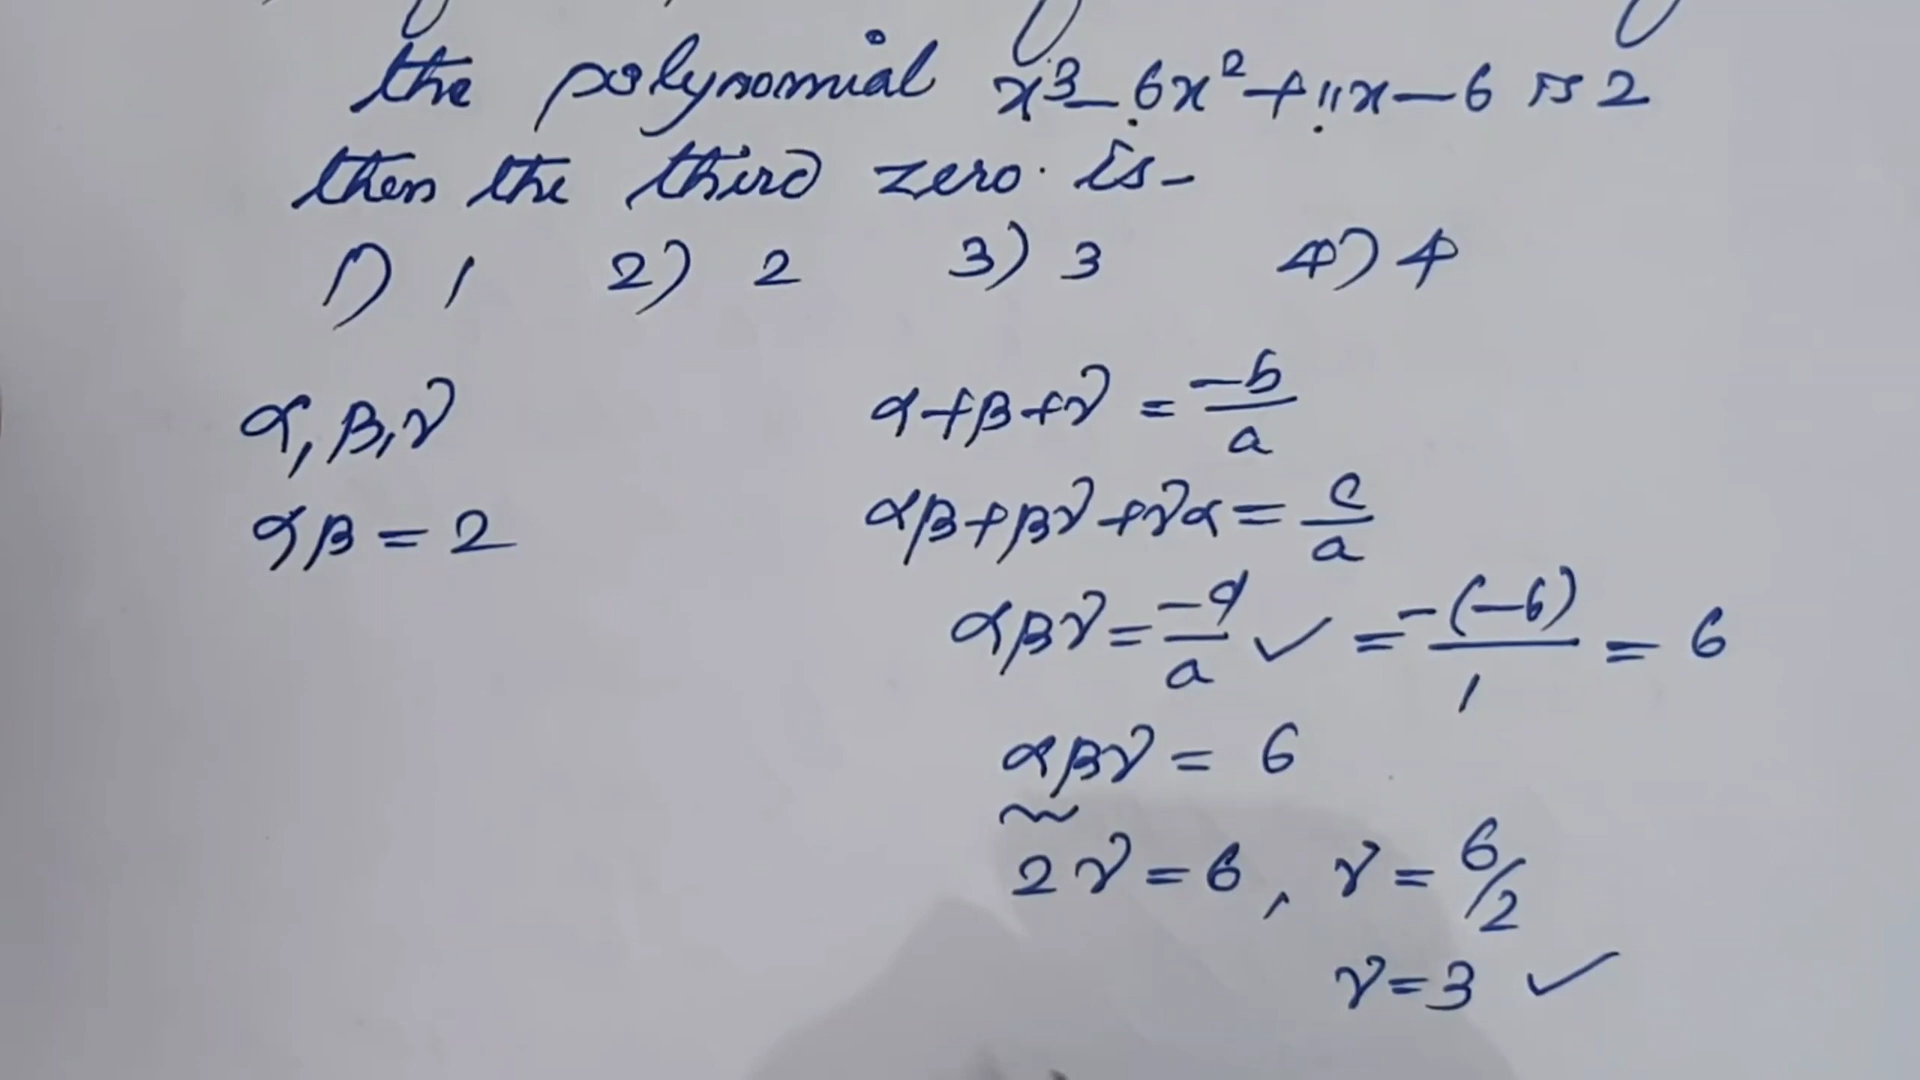 the polynomial x³-6x²+11x-6 is 2
then the third zero. is-
1) 1 2) 2 3) 3 4) 4
α, β, γ
αβ = 2
α+β+γ = -b/a
αβ+βγ+γα = c/a
αβγ = -d/a ✓ = -(-6)/1 = 6
αβγ = 6
2γ = 6, γ = 6/2
γ = 3 ✓